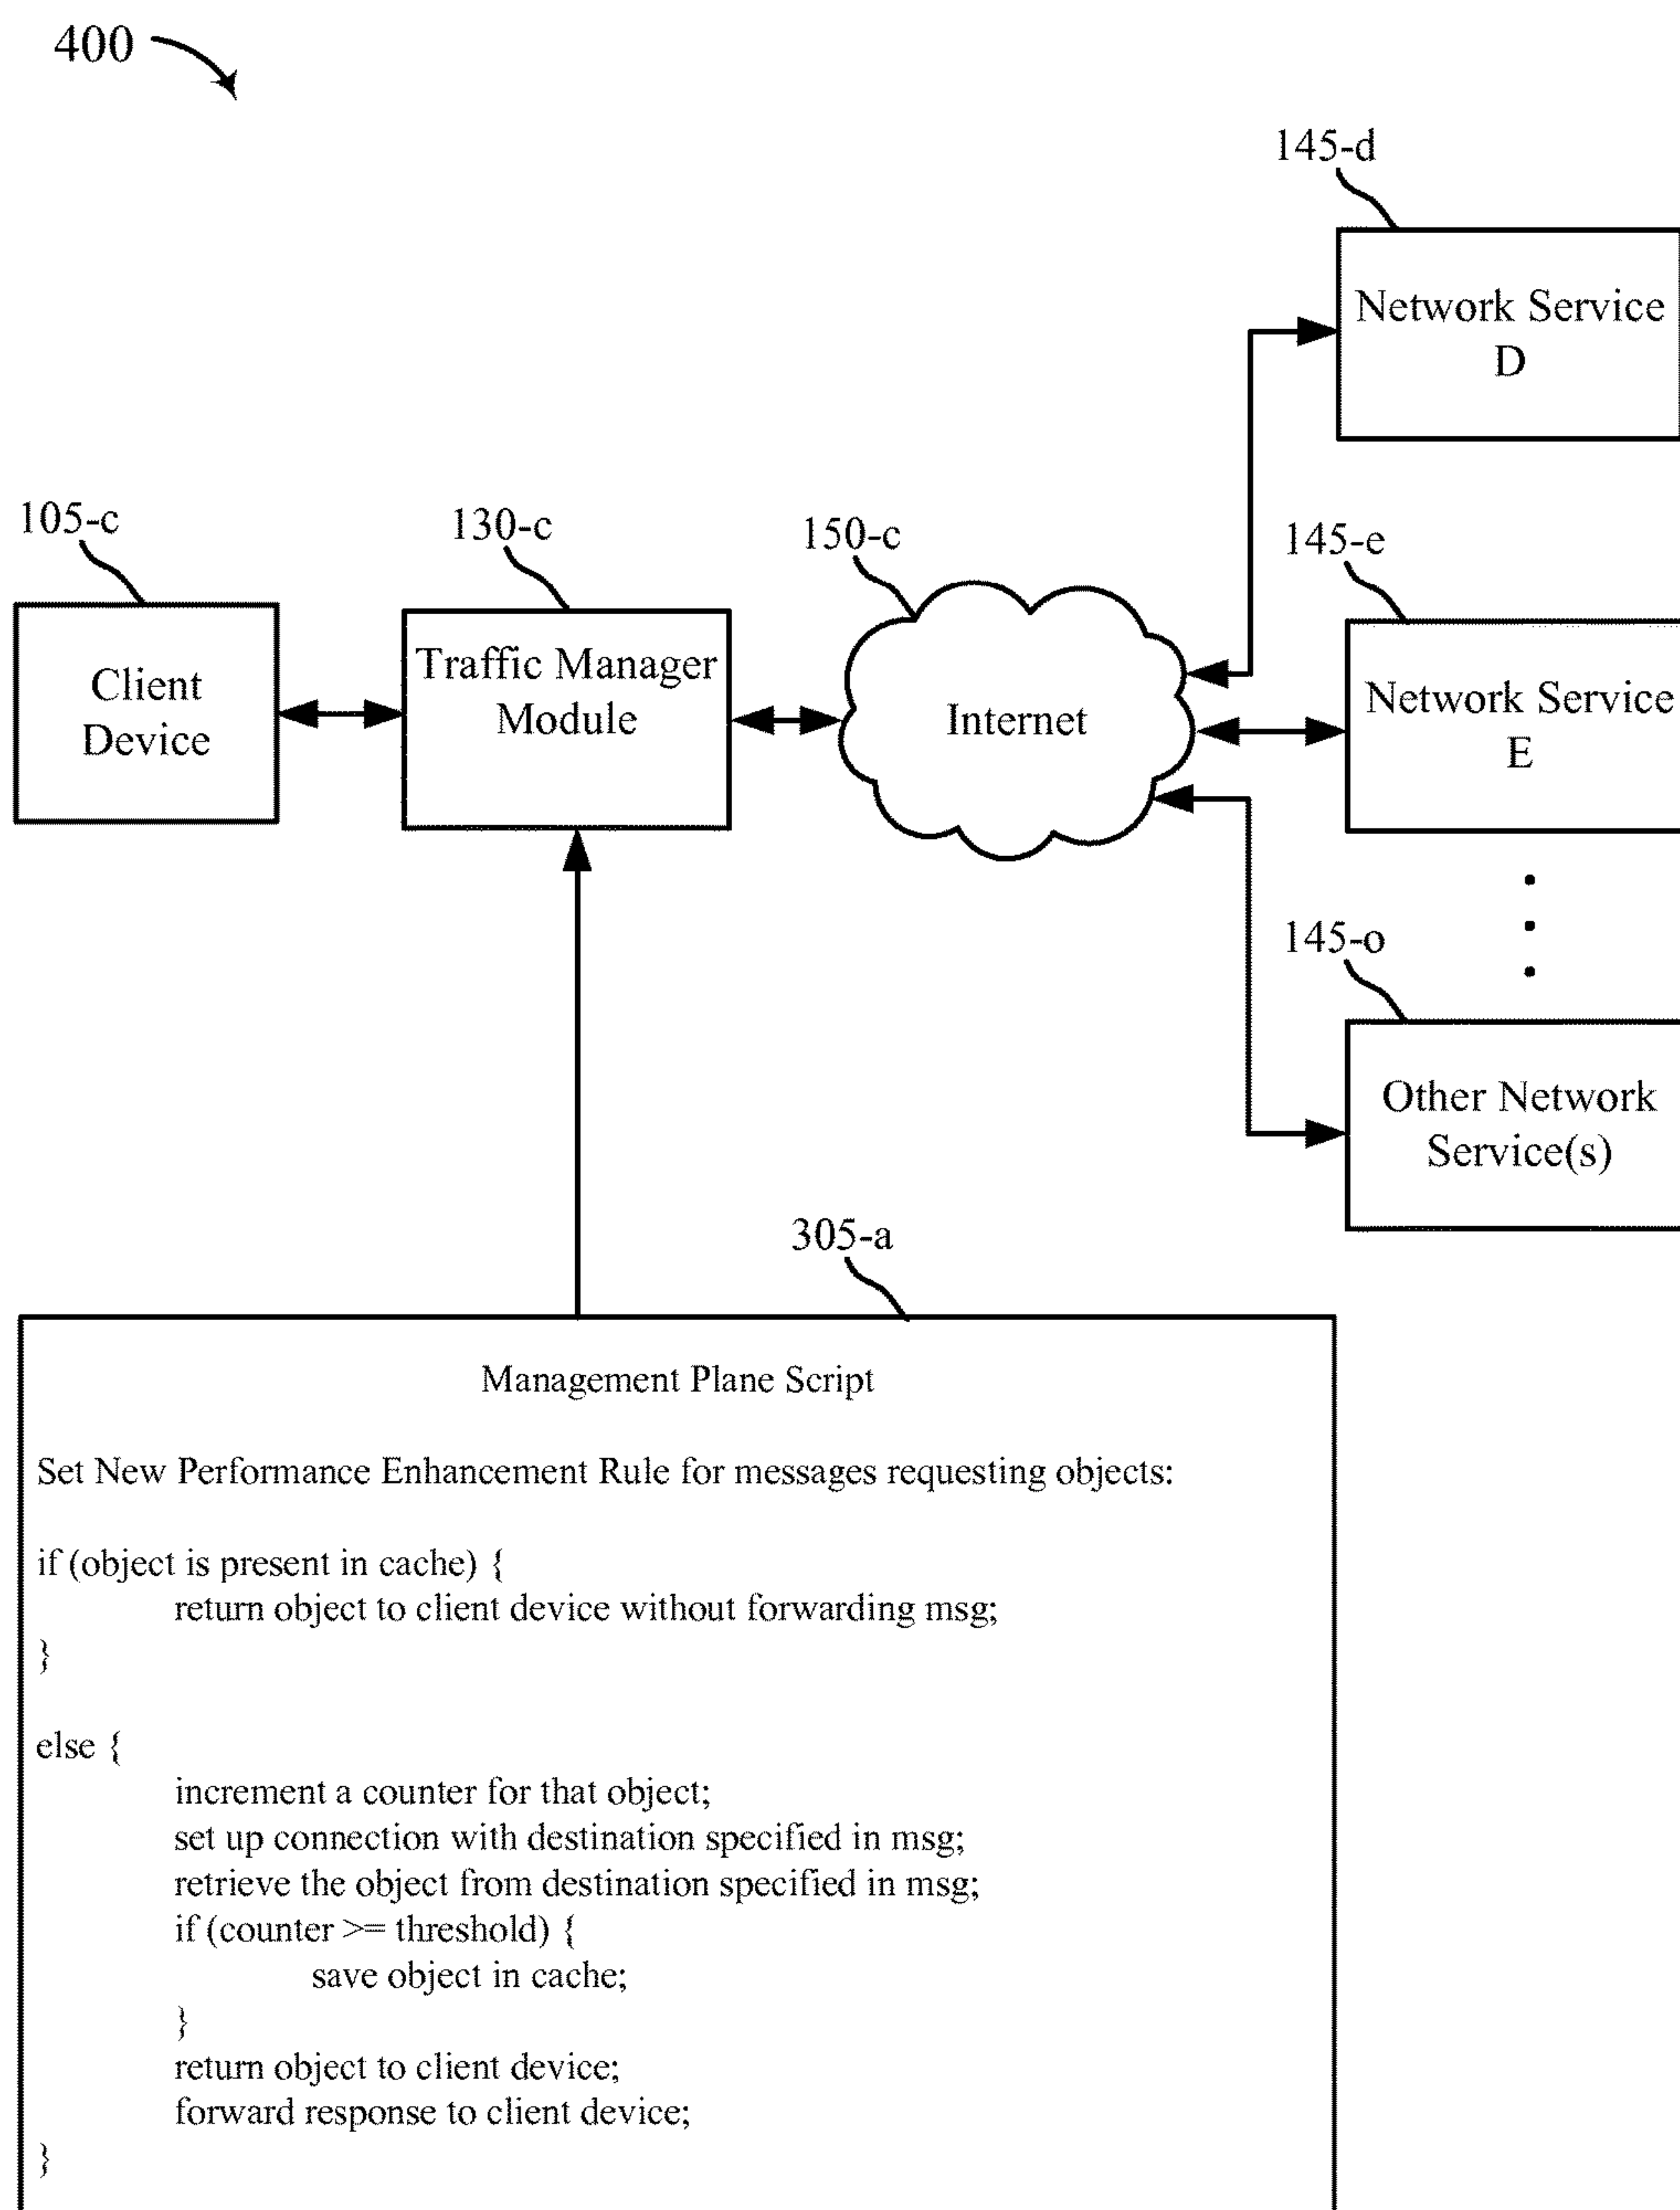 400
145-d
Network Service
D
105-c
130-c
150-c
145-e
Client
Device
Traffic Manager
Module
Internet
Network Service
E
145-o
Other Network
Service(s)
305-a
Management Plane Script
Set New Performance Enhancement Rule for messages requesting objects:
if (object is present in cache) {
return object to client device without forwarding msg;
}
else {
increment a counter for that object;
set up connection with destination specified in msg;
retrieve the object from destination specified in msg;
if (counter >= threshold) {
save object in cache;
}
return object to client device;
forward response to client device;
}